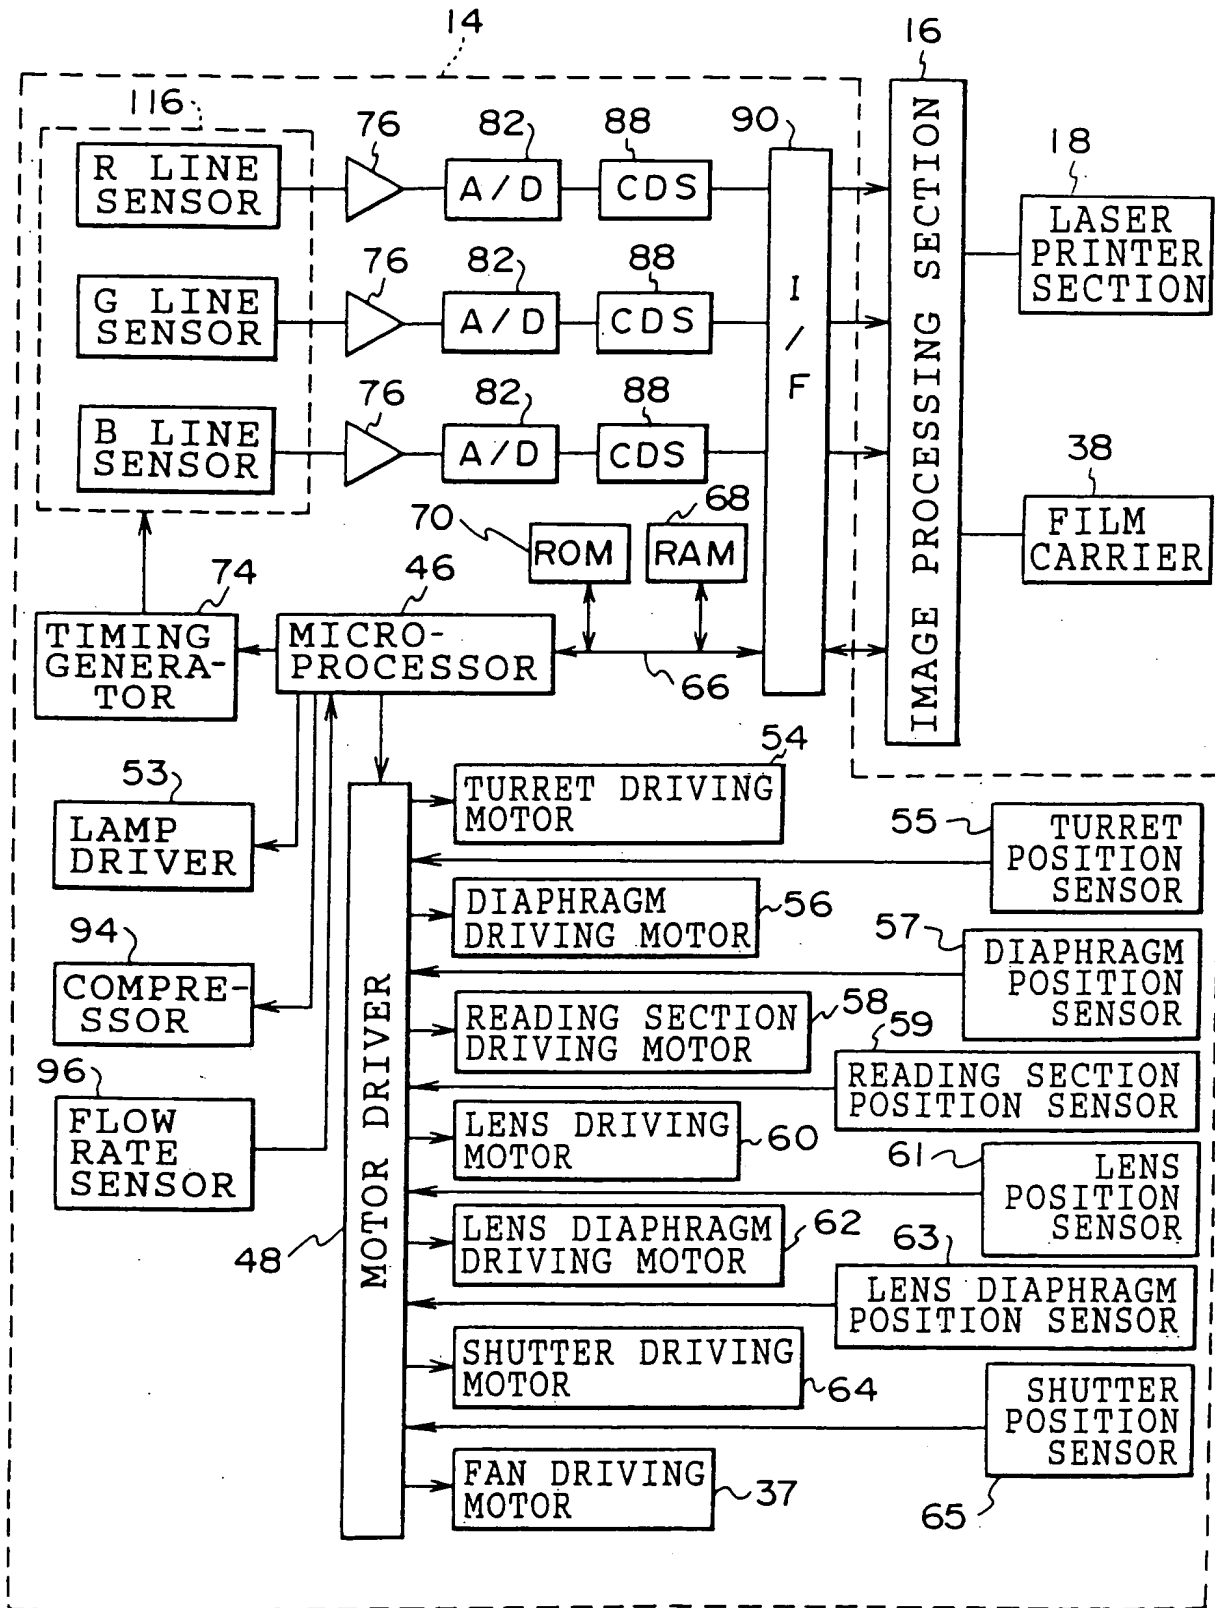 14
16
116
76
82
88
90
R LINE
SENSOR
A/D
CDS
18
LASER
PRINTER
SECTION
76
82
88
G LINE
SENSOR
A/D
CDS
I/F
IMAGE PROCESSING SECTION
76
82
88
B LINE
SENSOR
A/D
CDS
38
FILM
CARRIER
70
ROM
68
RAM
74
46
TIMING
GENERA-
TOR
MICRO-
PROCESSOR
66
53
LAMP
DRIVER
94
COMPRE-
SSOR
96
FLOW
RATE
SENSOR
48
MOTOR DRIVER
54
TURRET DRIVING
MOTOR
55
TURRET
POSITION
SENSOR
DIAPHRAGM
DRIVING MOTOR
56
57
DIAPHRAGM
POSITION
SENSOR
READING SECTION
DRIVING MOTOR
58
59
READING SECTION
POSITION SENSOR
LENS DRIVING
MOTOR
60
61
LENS
POSITION
SENSOR
LENS DIAPHRAGM
DRIVING MOTOR
62
63
LENS DIAPHRAGM
POSITION SENSOR
SHUTTER DRIVING
MOTOR
64
SHUTTER
POSITION
SENSOR
65
FAN DRIVING
MOTOR
37